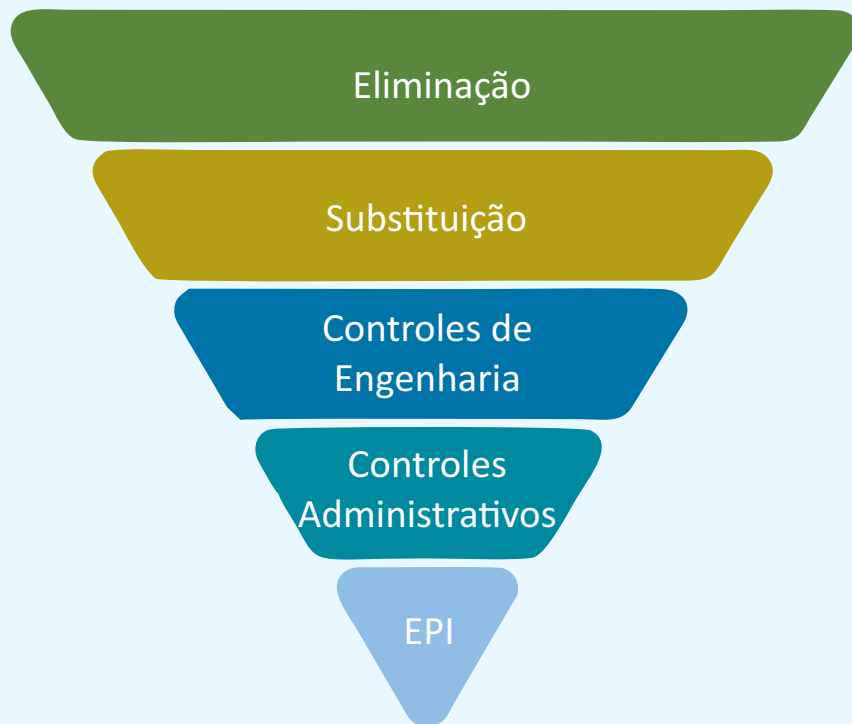 Eliminação
Substituição
Controles de
Engenharia
Controles
Administrativos
EPI